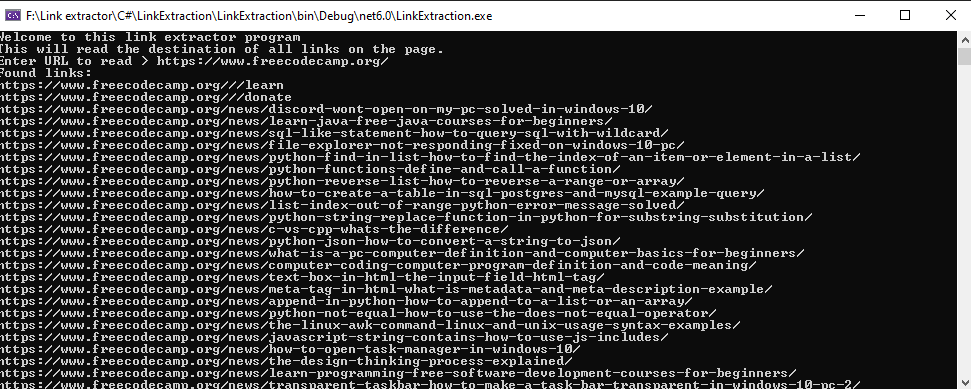 F:\Link extractor\C#\LinkExtraction\LinkExtraction\bin\Debug\net6.0\LinkExtraction.exe
Welcome to this link extractor program
This will read the destination of all links on the page.
Enter URL to read > https://www.freecodecamp.org/
Found links:
https://www.freecodecamp.org///learn
https://www.freecodecamp.org///donate
https://www.freecodecamp.org/news/discord-wont-open-on-my-pc-solved-in-windows-10/
https://www.freecodecamp.org/news/learn-java-free-java-courses-for-beginners/
https://www.freecodecamp.org/news/sql-like-statement-how-to-query-sql-with-wildcard/
https://www.freecodecamp.org/news/file-explorer-not-responding-fixed-on-windows-10-pc/
https://www.freecodecamp.org/news/python-find-in-list-how-to-find-the-index-of-an-item-or-element-in-a-list/
https://www.freecodecamp.org/news/python-functions-define-and-call-a-function/
https://www.freecodecamp.org/news/python-reverse-list-how-to-reverse-a-range-or-array/
https://www.freecodecamp.org/news/how-to-create-a-table-in-sql-postgres-and-mysql-example-query/
https://www.freecodecamp.org/news/list-index-out-of-range-python-error-message-solved/
https://www.freecodecamp.org/news/python-string-replace-function-in-python-for-substring-substitution/
https://www.freecodecamp.org/news/c-vs-cpp-whats-the-difference/
https://www.freecodecamp.org/news/python-json-how-to-convert-a-string-to-json/
https://www.freecodecamp.org/news/what-is-a-pc-computer-definition-and-computer-basics-for-beginners/
https://www.freecodecamp.org/news/computer-coding-computer-program-definition-and-code-meaning/
https://www.freecodecamp.org/news/text-box-in-html-the-input-field-html-tag/
https://www.freecodecamp.org/news/meta-tag-in-html-what-is-metadata-and-meta-description-example/
https://www.freecodecamp.org/news/append-in-python-how-to-append-to-a-list-or-an-array/
https://www.freecodecamp.org/news/python-not-equal-how-to-use-the-does-not-equal-operator/
https://www.freecodecamp.org/news/the-linux-awk-command-linux-and-unix-usage-syntax-examples/
https://www.freecodecamp.org/news/javascript-string-contains-how-to-use-js-includes/
https://www.freecodecamp.org/news/how-to-open-task-manager-in-windows-10/
https://www.freecodecamp.org/news/the-design-thinking-process-explained/
https://www.freecodecamp.org/news/learn-programming-free-software-development-courses-for-beginners/
https://www.freecodecamp.org/news/transparent-taskbar-how-to-make-a-task-bar-transparent-in-windows-10-pc-2/